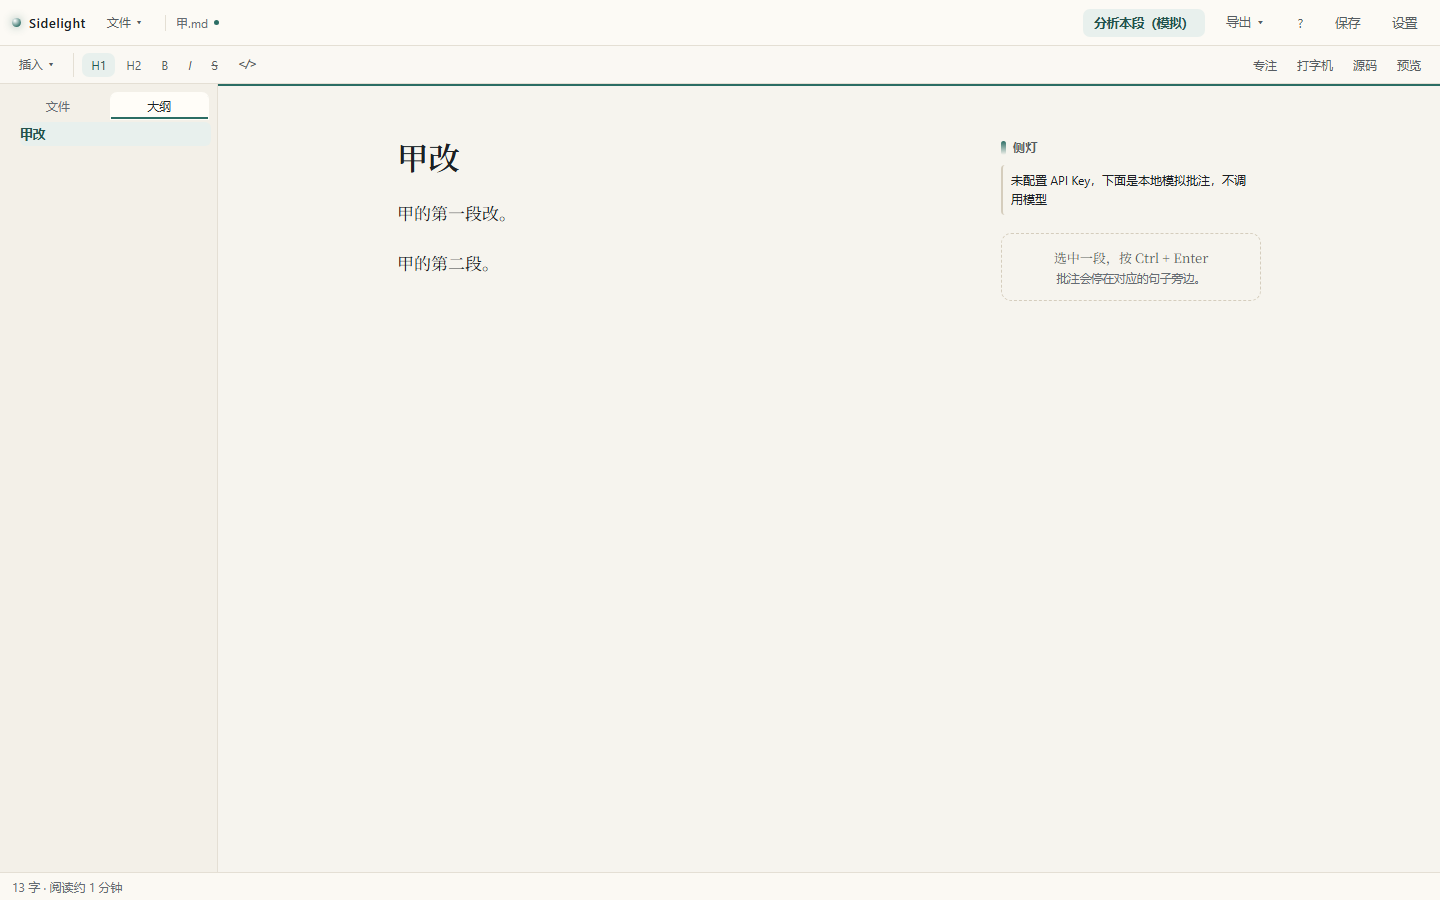 Sidelight 文件 甲.md 分析本段（模拟） 导出 ? 保存 设置
插入 H1 H2 B I S </> 专注 打字机 源码 预览
文件 大纲
甲改
甲改
甲的第一段改。
甲的第二段。
侧灯
未配置 API Key，下面是本地模拟批注，不调
用模型
选中一段，按 Ctrl + Enter
批注会停在对应的句子旁边。
13 字 · 阅读约 1 分钟